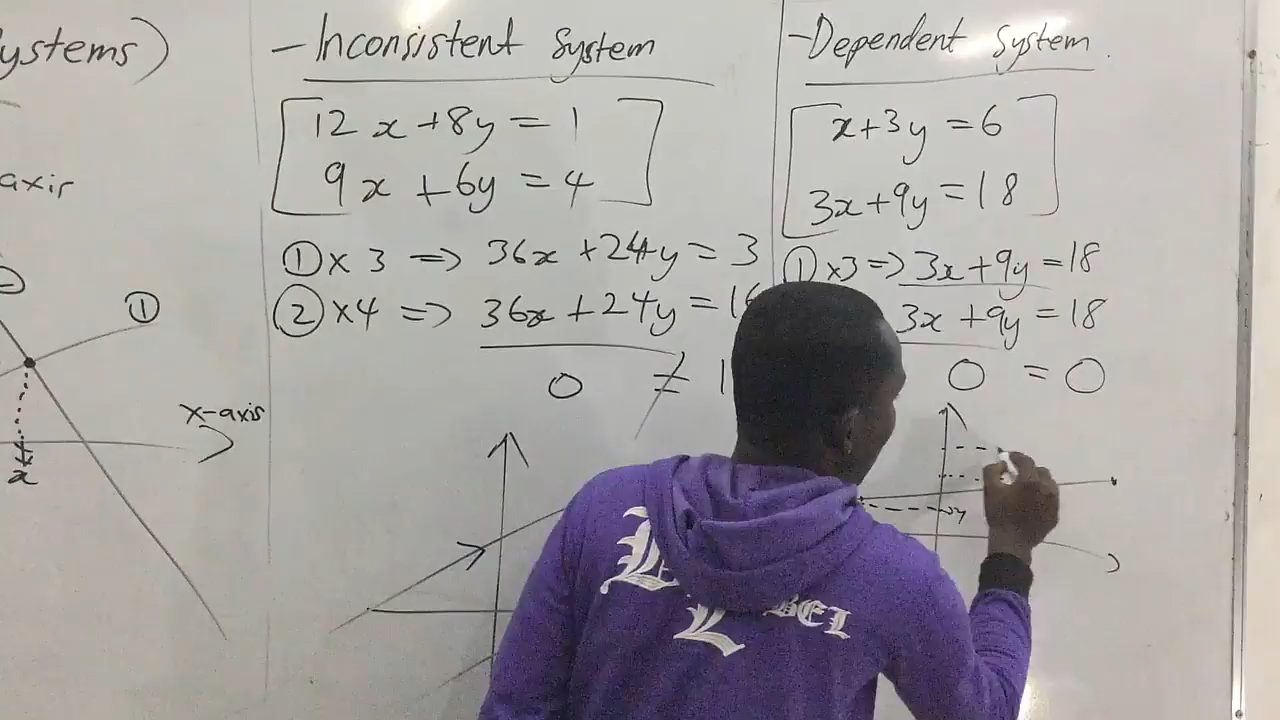 ystems)
axis
①
x-axis
x
- Inconsistent System
12x + 8y = 1
9x + 6y = 4
① x 3 => 36x + 24y = 3
② x 4 => 36x + 24y = 16
0 ≠ 1
- Dependent System.
x + 3y = 6
3x + 9y = 18
① x3 => 3x + 9y = 18
3x + 9y = 18
0 = 0
y
L
BEL
L